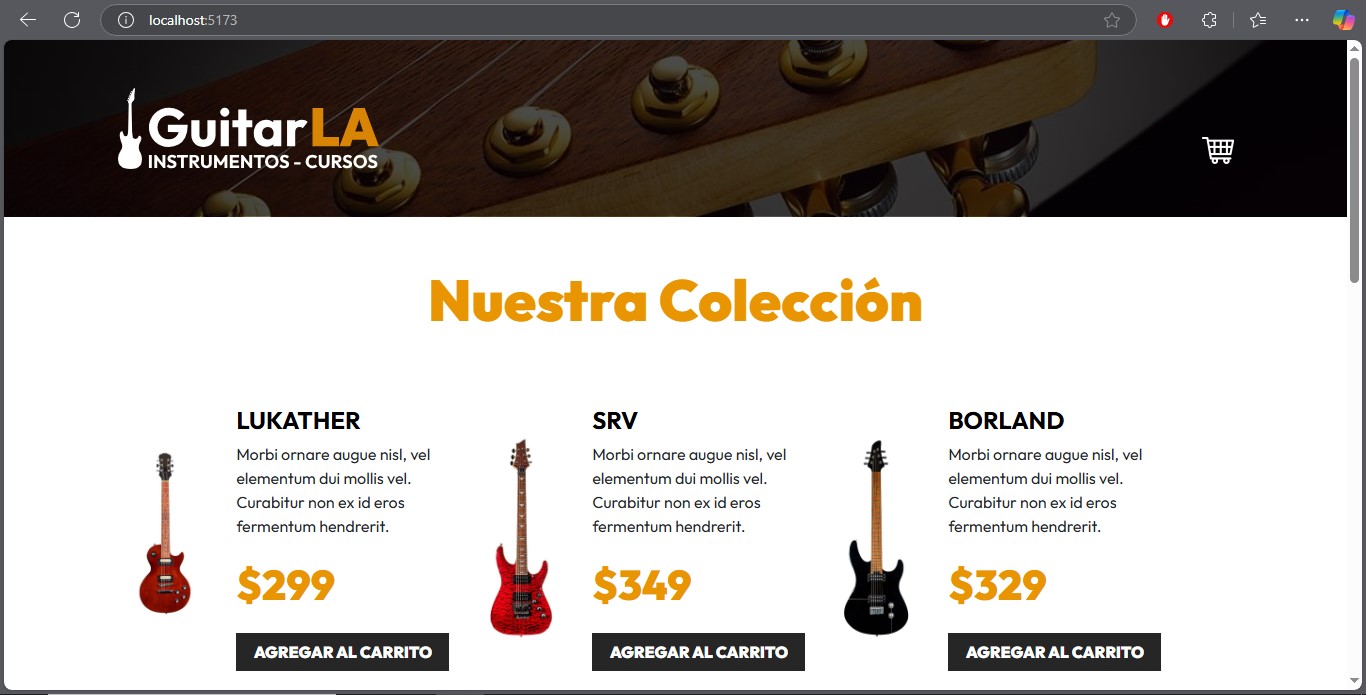 localhost:5173
GuitarLA
INSTRUMENTOS - CURSOS
Nuestra Colección
LUKATHER
Morbi ornare augue nisl, vel
elementum dui mollis vel.
Curabitur non ex id eros
fermentum hendrerit.
$299
AGREGAR AL CARRITO
SRV
Morbi ornare augue nisl, vel
elementum dui mollis vel.
Curabitur non ex id eros
fermentum hendrerit.
$349
AGREGAR AL CARRITO
BORLAND
Morbi ornare augue nisl, vel
elementum dui mollis vel.
Curabitur non ex id eros
fermentum hendrerit.
$329
AGREGAR AL CARRITO